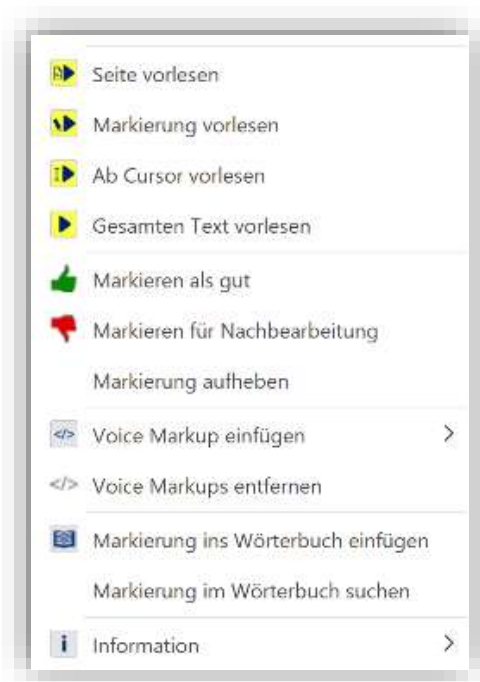 Seite vorlesen
Markierung vorlesen
Ab Cursor vorlesen
Gesamten Text vorlesen
Markieren als gut
Markieren für Nachbearbeitung
Markierung aufheben
</> Voice Markup einfügen
</> Voice Markups entfernen
Markierung ins Wörterbuch einfügen
Markierung im Wörterbuch suchen
i Information